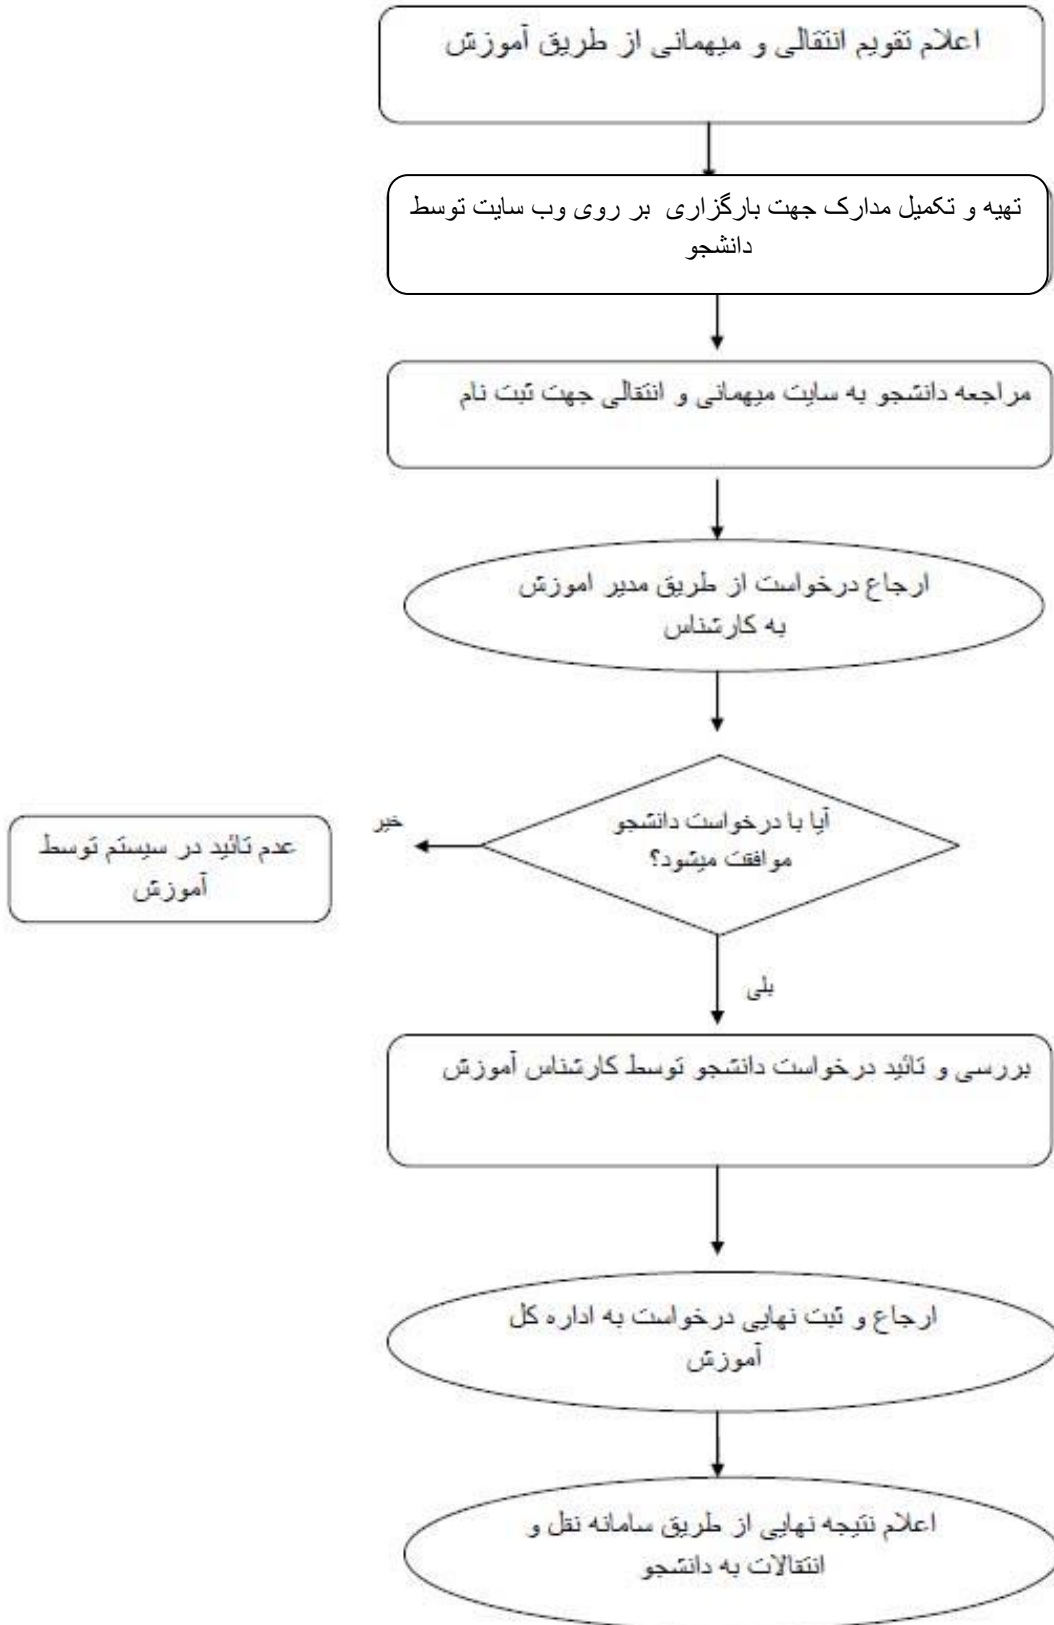 اعلام تقویم انتقالی و میهمانی از طریق آموزش
تهیه و تکمیل مدارک جهت بارگزاری بر روی وب سایت توسط
دانشجو
مراجعه دانشجو به سایت میهمانی و انتقالی جهت ثبت نام
ارجاع درخواست از طریق مدیر اموزش
به کارشناس
آیا با درخواست دانشجو
موافقت میشود؟
خیر
عدم تائید در سیستم توسط
آموزش
بلی
بررسی و تائید درخواست دانشجو توسط کارشناس آموزش
ارجاع و ثبت نهایی درخواست به اداره کل
آموزش
اعلام نتیجه نهایی از طریق سامانه نقل و
انتقالات به دانشجو